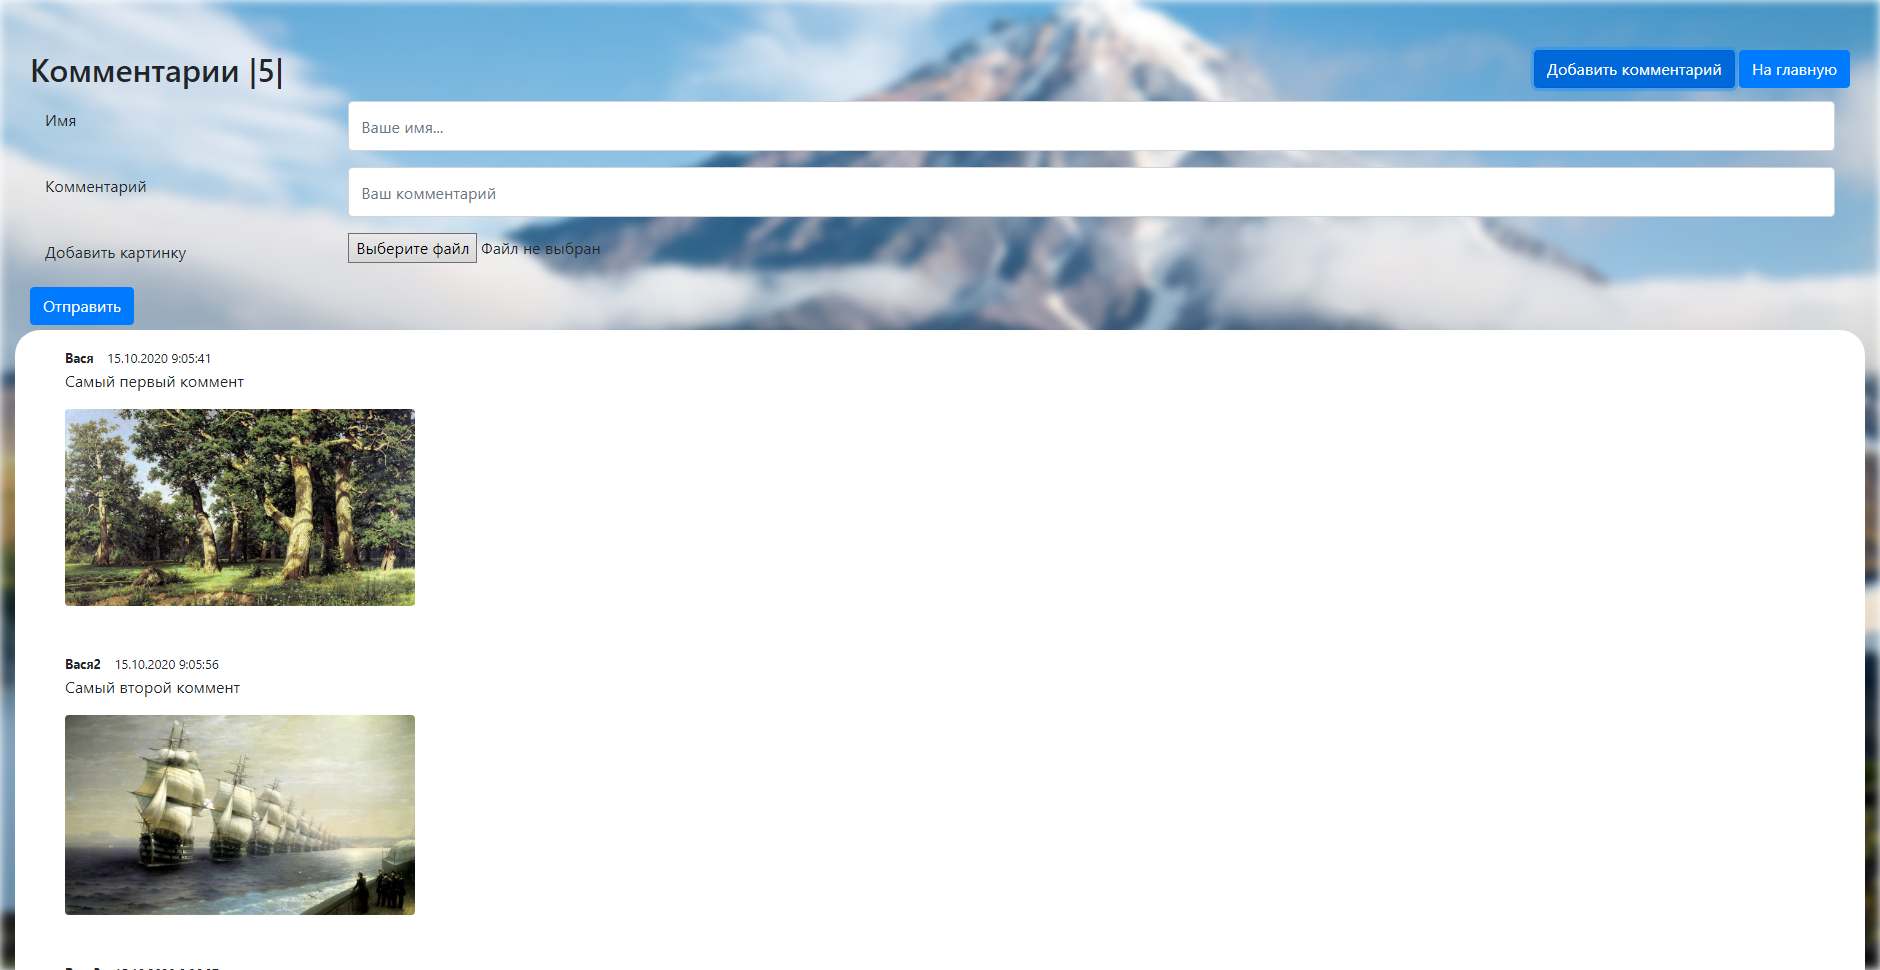 Комментарии |5|
Добавить комментарий
На главную
Имя
Ваше имя...
Комментарий
Ваш комментарий
Добавить картинку
Выберите файл Файл не выбран
Отправить
Вася 15.10.2020 9:05:41
Самый первый коммент
Вася2 15.10.2020 9:05:56
Самый второй коммент